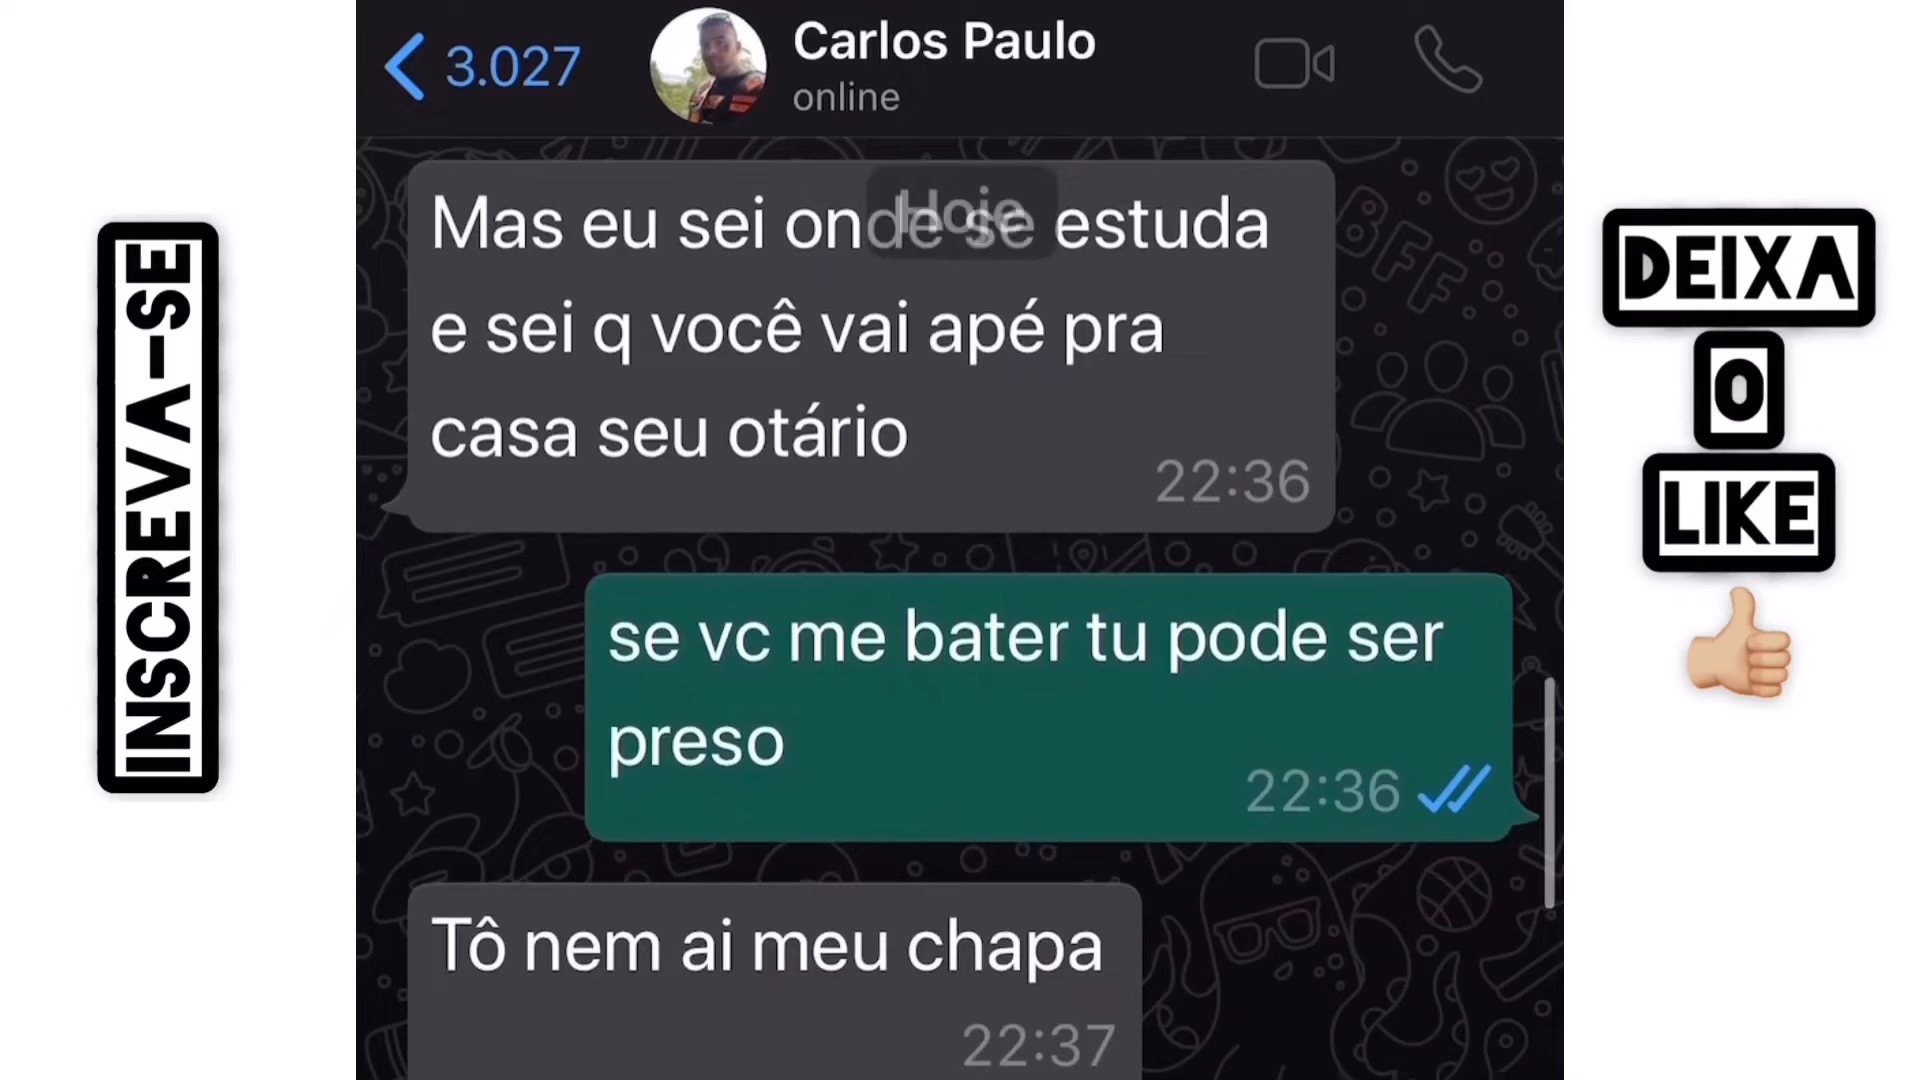 3.027
Carlos Paulo
online
Hoje
Mas eu sei onde se estuda
e sei q você vai apé pra
casa seu otário
22:36
se vc me bater tu pode ser
preso
22:36
Tô nem ai meu chapa
22:37
INSCREVA-SE
DEIXA
O
LIKE
BFF